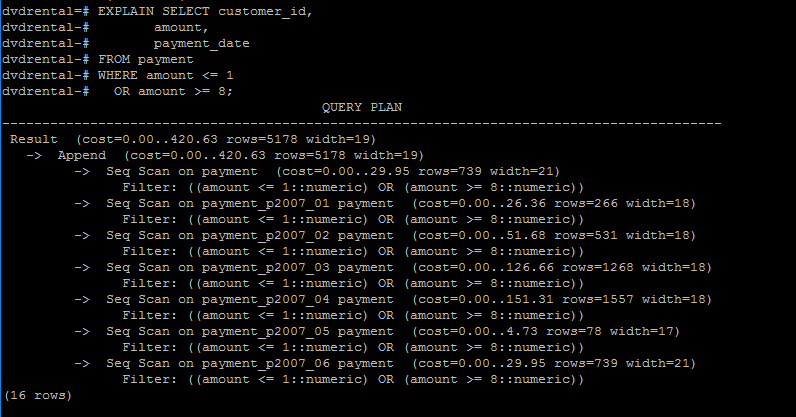 dvdrental=# EXPLAIN SELECT customer_id,
dvdrental-#        amount,
dvdrental-#        payment_date
dvdrental-# FROM payment
dvdrental-# WHERE amount <= 1
dvdrental-#   OR amount >= 8;
QUERY PLAN
-------------------------------------------------------------------------------------------
Result  (cost=0.00..420.63 rows=5178 width=19)
  ->  Append  (cost=0.00..420.63 rows=5178 width=19)
        ->  Seq Scan on payment  (cost=0.00..29.95 rows=739 width=21)
              Filter: ((amount <= 1::numeric) OR (amount >= 8::numeric))
        ->  Seq Scan on payment_p2007_01 payment  (cost=0.00..26.36 rows=266 width=18)
              Filter: ((amount <= 1::numeric) OR (amount >= 8::numeric))
        ->  Seq Scan on payment_p2007_02 payment  (cost=0.00..51.68 rows=531 width=18)
              Filter: ((amount <= 1::numeric) OR (amount >= 8::numeric))
        ->  Seq Scan on payment_p2007_03 payment  (cost=0.00..126.66 rows=1268 width=18)
              Filter: ((amount <= 1::numeric) OR (amount >= 8::numeric))
        ->  Seq Scan on payment_p2007_04 payment  (cost=0.00..151.31 rows=1557 width=18)
              Filter: ((amount <= 1::numeric) OR (amount >= 8::numeric))
        ->  Seq Scan on payment_p2007_05 payment  (cost=0.00..4.73 rows=78 width=17)
              Filter: ((amount <= 1::numeric) OR (amount >= 8::numeric))
        ->  Seq Scan on payment_p2007_06 payment  (cost=0.00..29.95 rows=739 width=21)
              Filter: ((amount <= 1::numeric) OR (amount >= 8::numeric))
(16 rows)